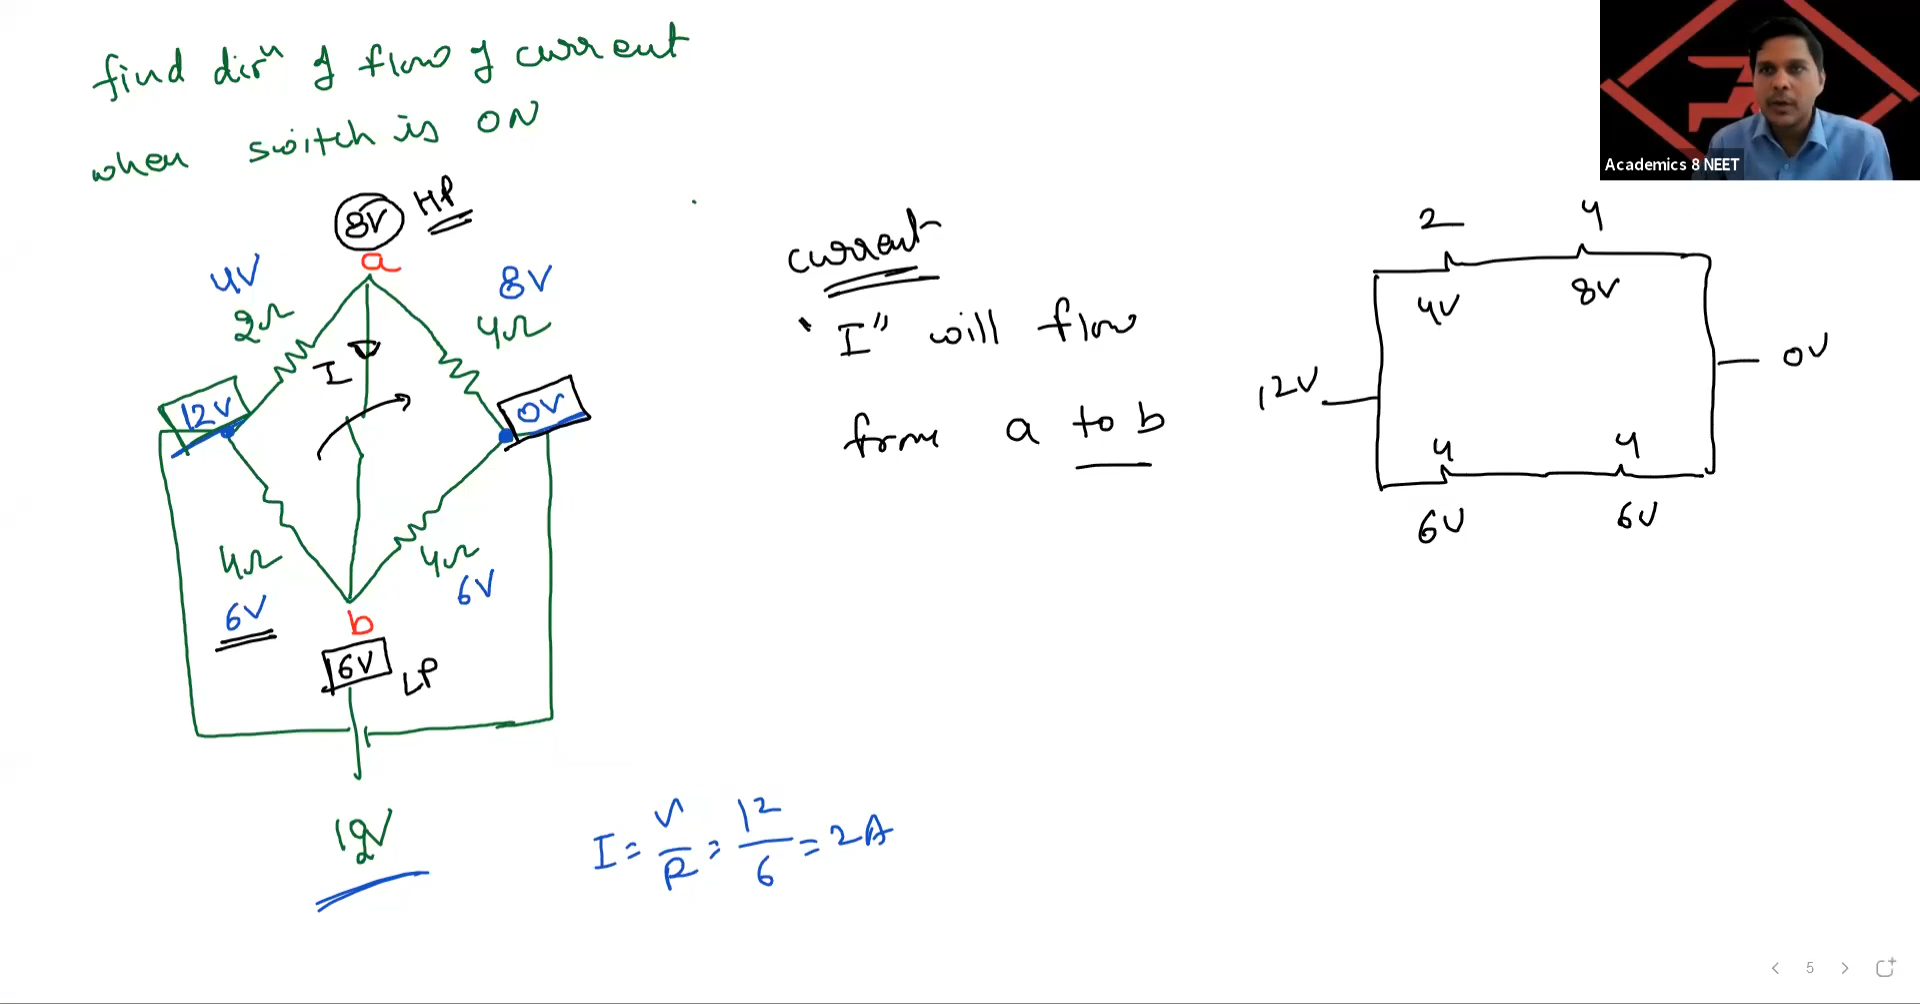 find dirⁿ of flow of current
when switch is ON
8V HP
a
4V
2Ω
8V
4Ω
I
12V
0V
4Ω
6V
4Ω
6V
b
6V LP
12V
I = V/R = 12/6 = 2A
current
"I" will flow
from a to b
2 4
4V 8V
12V
0V
4 4
6V 6V
Academics 8 NEET
5